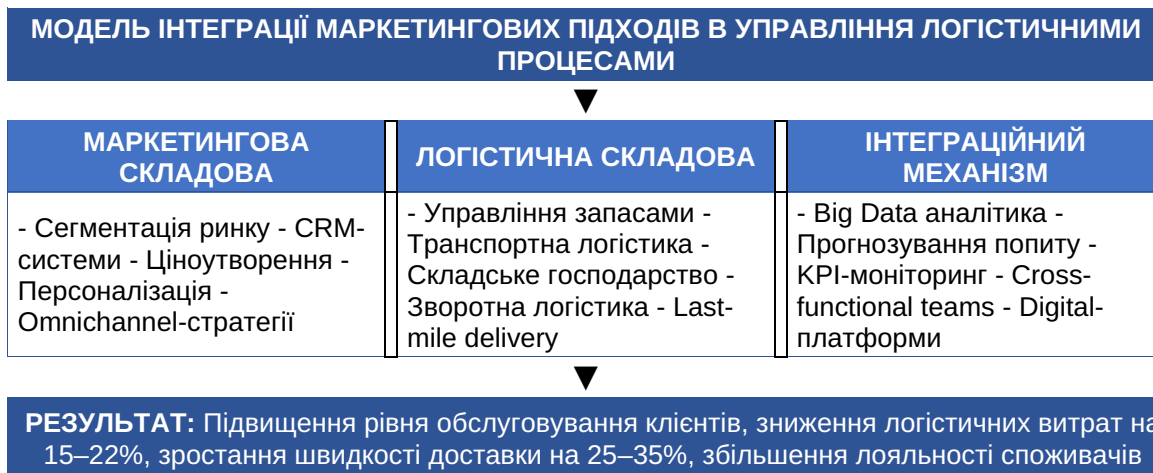 МОДЕЛЬ ІНТЕГРАЦІЇ МАРКЕТИНГОВИХ ПІДХОДІВ В УПРАВЛІННЯ ЛОГІСТИЧНИМИ
ПРОЦЕСАМИ
МАРКЕТИНГОВА
СКЛАДОВА
- Сегментація ринку - CRM-
системи - Ціноутворення -
Персоналізація -
Omnichannel-стратегії
ЛОГІСТИЧНА СКЛАДОВА
- Управління запасами -
Транспортна логістика -
Складське господарство -
Зворотна логістика - Last-
mile delivery
ІНТЕГРАЦІЙНИЙ
МЕХАНІЗМ
- Big Data аналітика -
Прогнозування попиту -
KPI-моніторинг - Cross-
functional teams - Digital-
платформи
РЕЗУЛЬТАТ: Підвищення рівня обслуговування клієнтів, зниження логістичних витрат на
15–22%, зростання швидкості доставки на 25–35%, збільшення лояльності споживачів